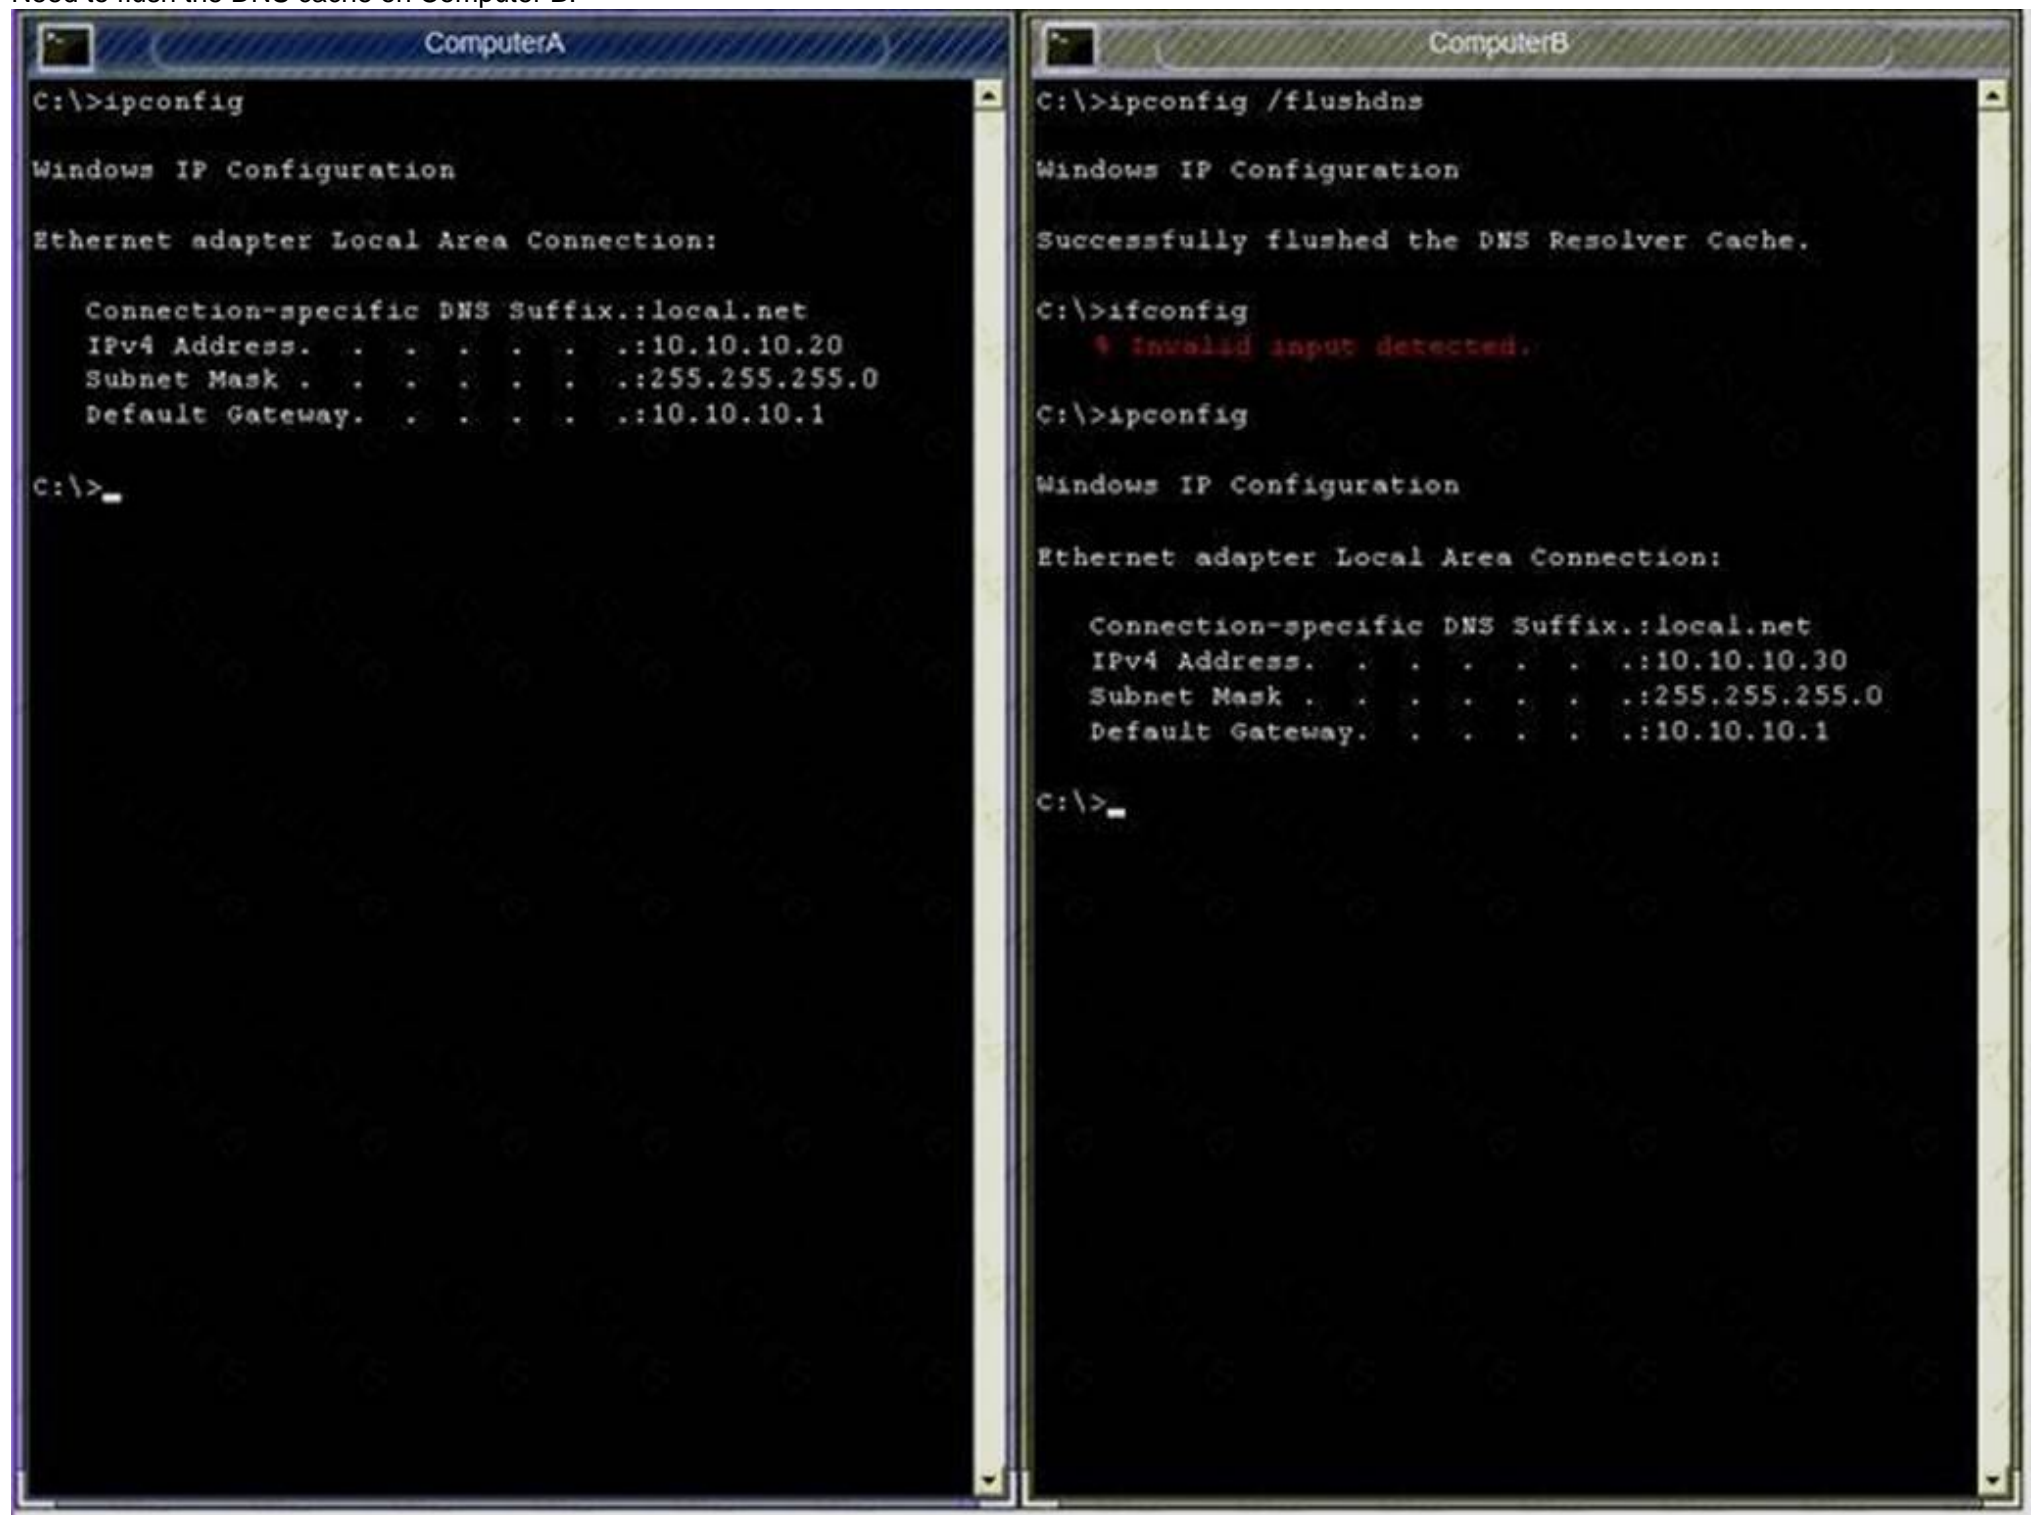 Need to flush the DNS cache on Computer B.
ComputerA
C:\>ipconfig
Windows IP Configuration
Ethernet adapter Local Area Connection:
Connection-specific DNS Suffix.:local.net
IPv4 Address. . . . . . .:10.10.10.20
Subnet Mask . . . . . . .:255.255.255.0
Default Gateway. . . . . .:10.10.10.1
C:\>
ComputerB
C:\>ipconfig /flushdns
Windows IP Configuration
Successfully flushed the DNS Resolver Cache.
C:\>ifconfig
% Invalid input detected.
C:\>ipconfig
Windows IP Configuration
Ethernet adapter Local Area Connection:
Connection-specific DNS Suffix.:local.net
IPv4 Address. . . . . . .:10.10.10.30
Subnet Mask . . . . . . .:255.255.255.0
Default Gateway. . . . . .:10.10.10.1
C:\>